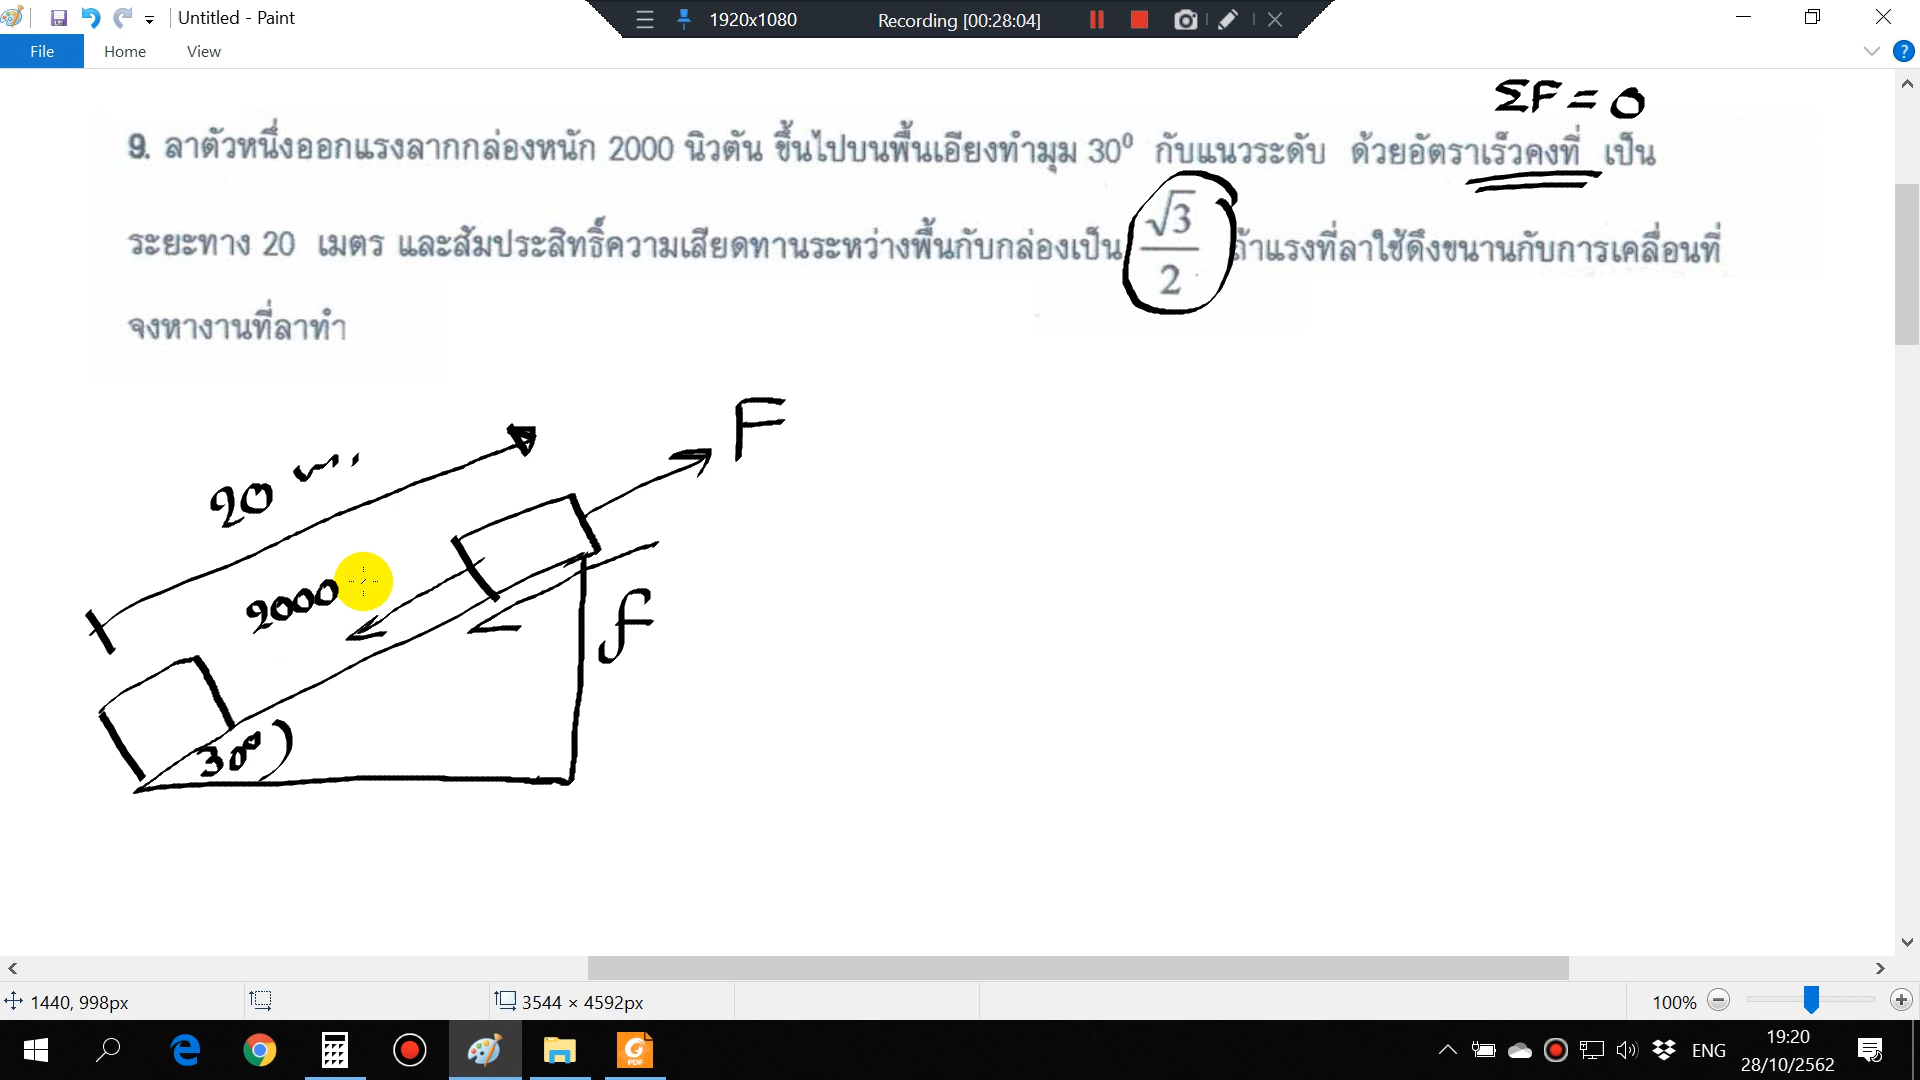 Untitled - Paint
1920x1080
Recording [00:28:04]
File
Home
View
ΣF = 0
9. ลาตัวหนึ่งออกแรงลากกล่องหนัก 2000 นิวตัน ขึ้นไปบนพื้นเอียงทำมุม 30⁰ กับแนวระดับ ด้วยอัตราเร็วคงที่ เป็น
ระยะทาง 20 เมตร และสัมประสิทธิ์ความเสียดทานระหว่างพื้นกับกล่องเป็น √3/2 ถ้าแรงที่ลาใช้ดึงขนานกับการเคลื่อนที่
จงหางานที่ลาทำ
F
20 m.
2000
f
30°
1440, 998px
3544 × 4592px
100%
19:20
ENG
28/10/2562
PDF